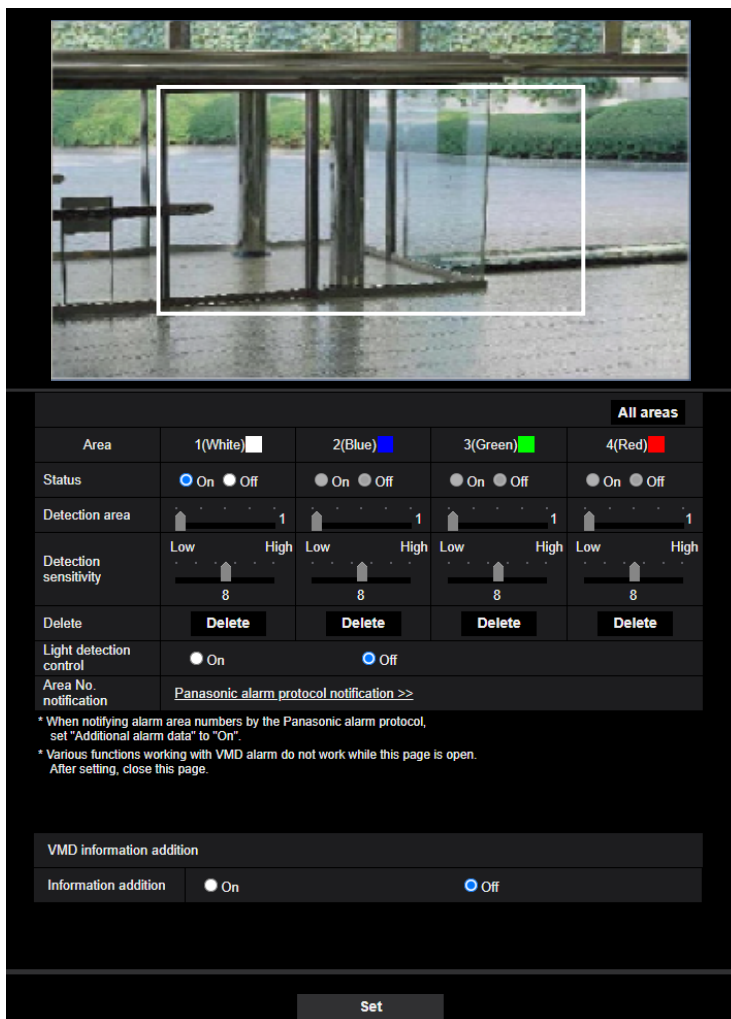 All areas
Area 1(White) 2(Blue) 3(Green) 4(Red)
Status On Off On Off On Off On Off
Detection area 1 1 1 1
Low High Low High Low High Low High
Detection
sensitivity
8 8 8 8
Delete Delete Delete Delete Delete
Light detection
control On Off
Area No.
notification Panasonic alarm protocol notification >>
* When notifying alarm area numbers by the Panasonic alarm protocol,
set "Additional alarm data" to "On".
* Various functions working with VMD alarm do not work while this page is open.
After setting, close this page.
VMD information addition
Information addition On Off
Set